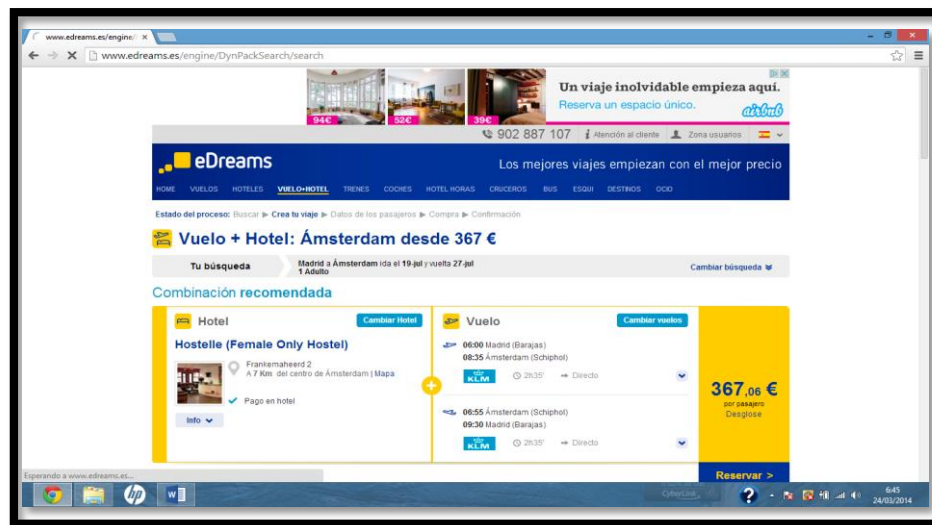 www.edreams.es/engine/
www.edreams.es/engine/DynPackSearch/search
94€
52€
39€
Un viaje inolvidable empieza aquí.
Reserva un espacio único.
airbnb
902 887 107
Atención al cliente
Zona usuarios
eDreams
Los mejores viajes empiezan con el mejor precio
HOME VUELOS HOTELES VUELO+HOTEL TRENES COCHES HOTEL HORAS CRUCEROS BUS ESQUI DESTINOS OCIO
Estado del proceso: Buscar Crea tu viaje Datos de los pasajeros Compra Confirmación
Vuelo + Hotel: Ámsterdam desde 367 €
Tu búsqueda
Madrid a Ámsterdam ida el 19-jul y vuelta 27-jul
1 Adulto
Cambiar búsqueda
Combinación recomendada
Hotel
Cambiar Hotel
Hostelle (Female Only Hostel)
Frankemaheerd 2
A 7 Km del centro de Ámsterdam | Mapa
Pago en hotel
Info
Vuelo
Cambiar vuelos
06:00 Madrid (Barajas)
08:35 Ámsterdam (Schiphol)
KLM 2h35' Directo
06:55 Ámsterdam (Schiphol)
09:30 Madrid (Barajas)
KLM 2h35' Directo
367,06 €
por pasajero
Desglose
Reservar >
Esperando a www.edreams.es...
hp
CyberLink
6:45
24/03/2014